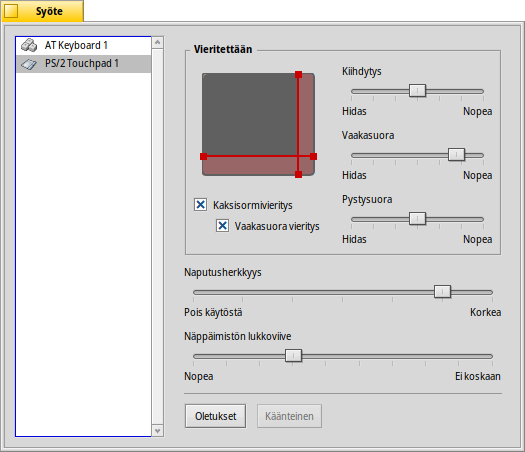 Syöte
AT Keyboard 1
PS/2 Touchpad 1
Vieritettään
Kiihdytys
Hidas Nopea
Vaakasuora
Hidas Nopea
Pystysuora
Hidas Nopea
Kaksisormivieritys
Vaakasuora vieritys
Naputusherkkyys
Pois käytöstä Korkea
Näppäimistön lukkoviive
Nopea Ei koskaan
Oletukset Käänteinen